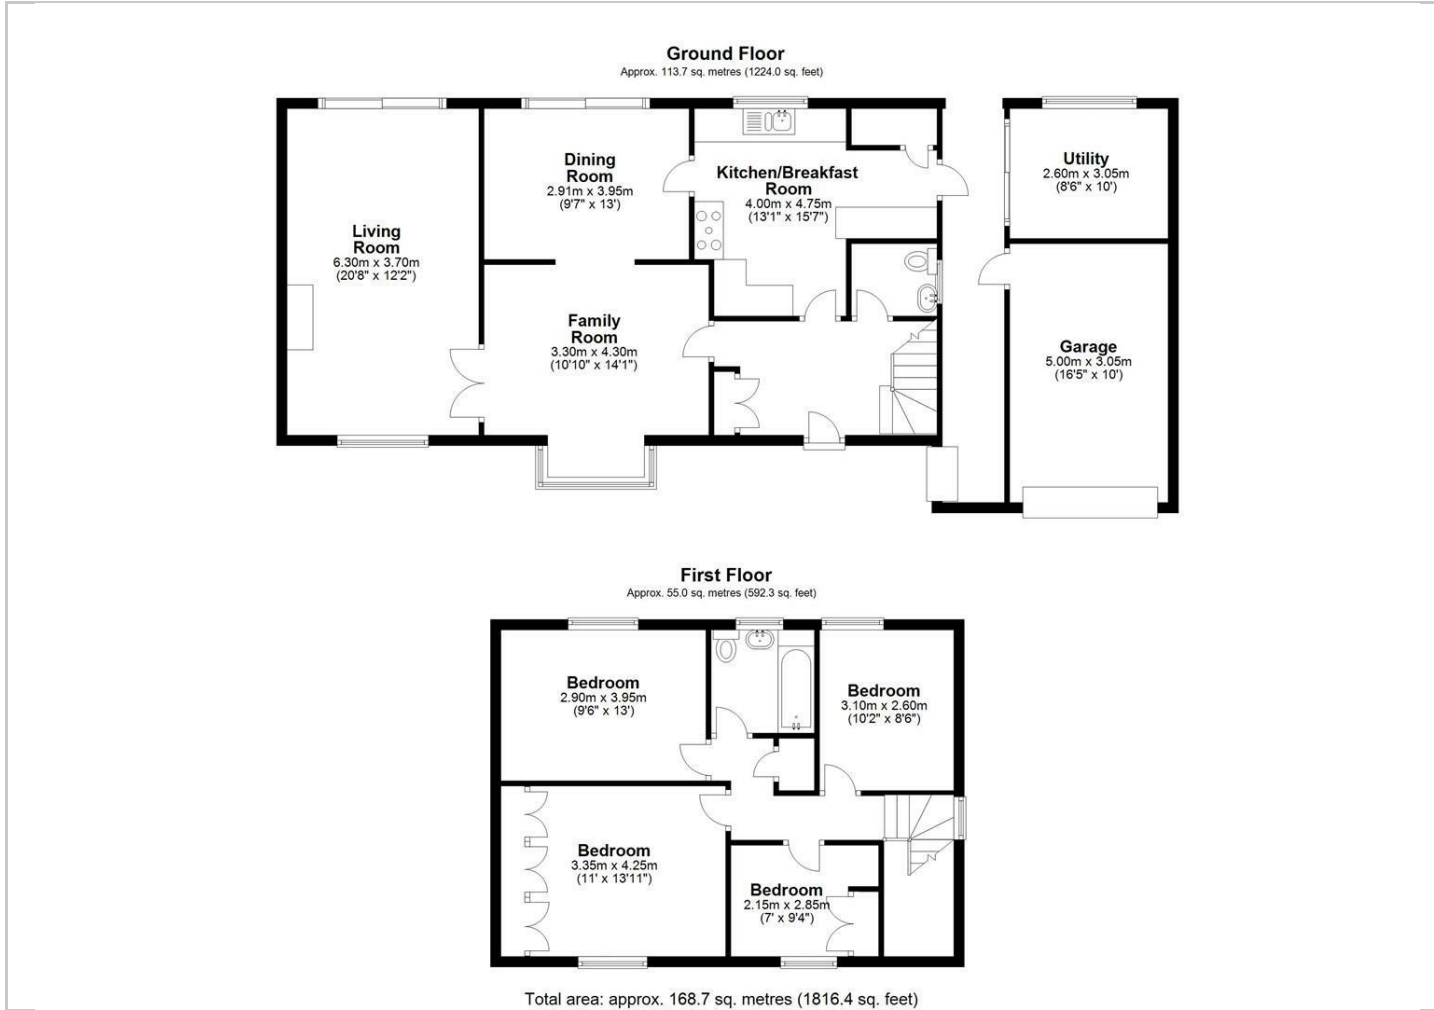 Ground Floor
Approx. 113.7 sq. metres (1224.0 sq. feet)
Living
Room
6.30m x 3.70m
(20'8" x 12'2")
Dining
Room
2.91m x 3.95m
(9'7" x 13')
Kitchen/Breakfast
Room
4.00m x 4.75m
(13'1" x 15'7")
Utility
2.60m x 3.05m
(8'6" x 10')
Family
Room
3.30m x 4.30m
(10'10" x 14'1")
Garage
5.00m x 3.05m
(16'5" x 10')
First Floor
Approx. 55.0 sq. metres (592.3 sq. feet)
Bedroom
2.90m x 3.95m
(9'6" x 13')
Bedroom
3.10m x 2.60m
(10'2" x 8'6")
Bedroom
3.35m x 4.25m
(11' x 13'11")
Bedroom
2.15m x 2.85m
(7' x 9'4")
Total area: approx. 168.7 sq. metres (1816.4 sq. feet)